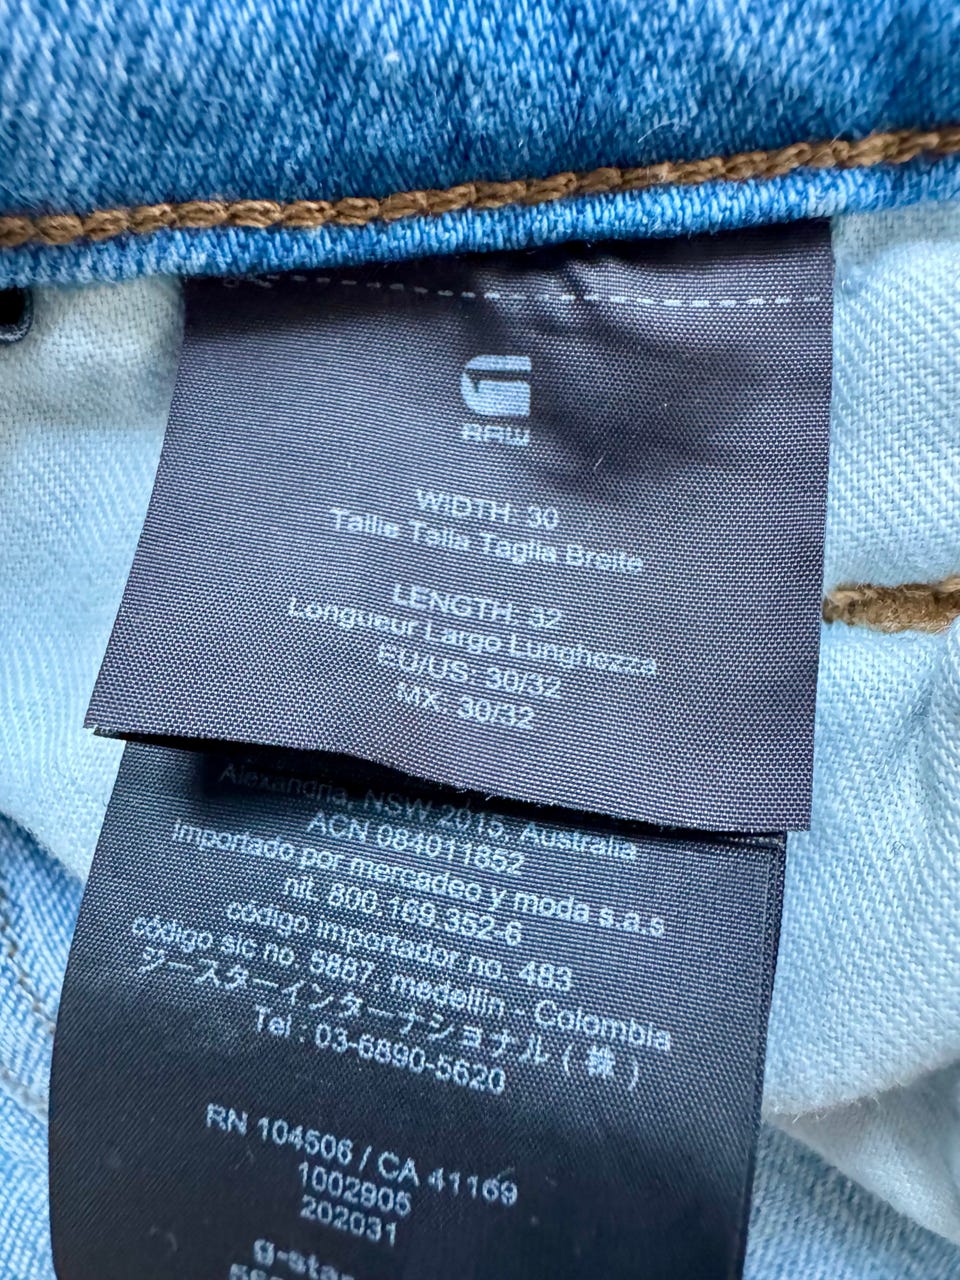 RAW
WIDTH: 30
Taille Talla Taglia Breite
LENGTH: 32
Longueur Largo Lunghezza
EU/US: 30/32
MX: 30/32
Alexandria, NSW 2015, Australia
ACN 084011852
Importado por mercadeo y moda s.a.s
nit. 800.169.352-6
código importador no. 483
código sic no. 5887, medellin - Colombia
ジースターインターナショナル ( 株 )
Tel : 03-6890-5620
RN 104506 / CA 41169
1002905
202031
g-star